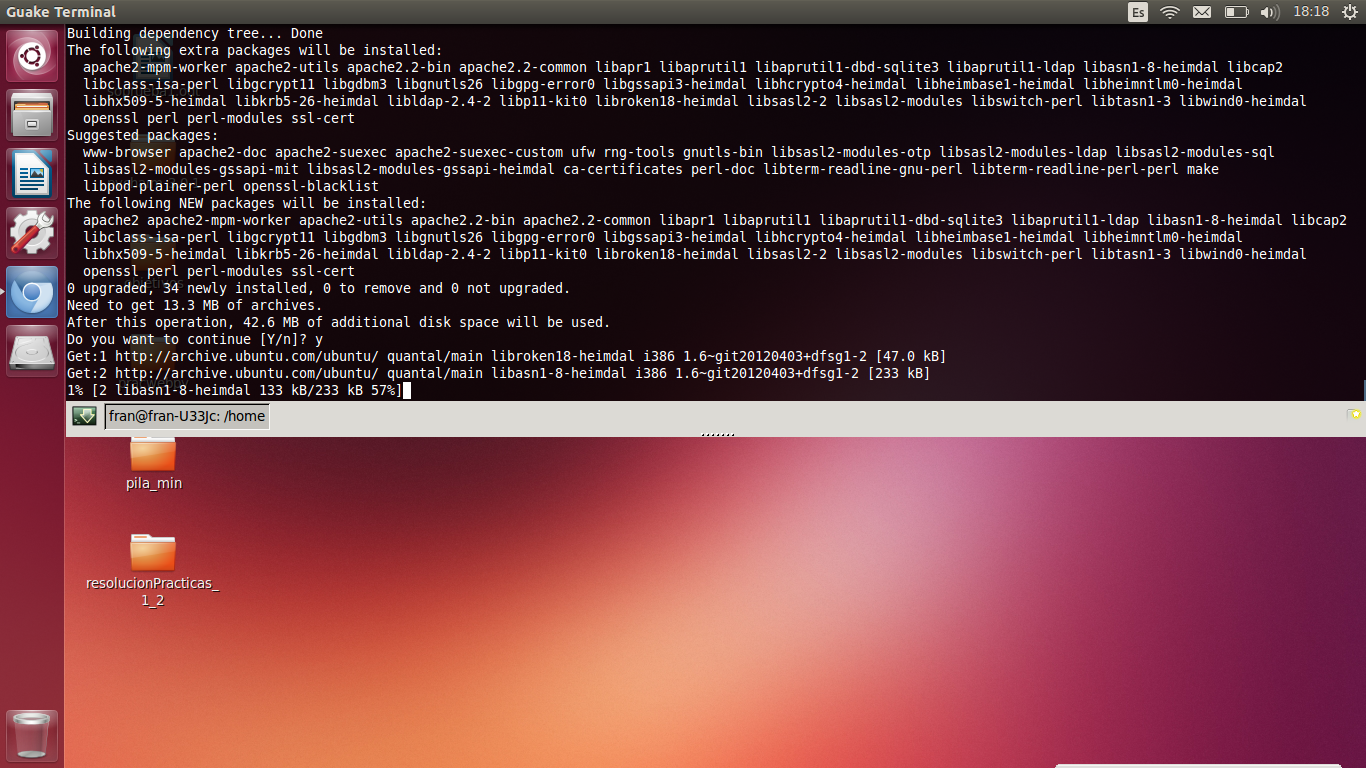 Guake Terminal
Es
18:18
Building dependency tree... Done
The following extra packages will be installed:
apache2-mpm-worker apache2-utils apache2.2-bin apache2.2-common libapr1 libaprutil1 libaprutil1-dbd-sqlite3 libaprutil1-ldap libasn1-8-heimdal libcap2
libclass-isa-perl libgcrypt11 libgdbm3 libgnutls26 libgpg-error0 libgssapi3-heimdal libhcrypto4-heimdal libheimbase1-heimdal libheimntlm0-heimdal
libhx509-5-heimdal libkrb5-26-heimdal libldap-2.4-2 libp11-kit0 libroken18-heimdal libsasl2-2 libsasl2-modules libswitch-perl libtasn1-3 libwind0-heimdal
openssl perl perl-modules ssl-cert
Suggested packages:
www-browser apache2-doc apache2-suexec apache2-suexec-custom ufw rng-tools gnutls-bin libsasl2-modules-otp libsasl2-modules-ldap libsasl2-modules-sql
libsasl2-modules-gssapi-mit libsasl2-modules-gssapi-heimdal ca-certificates perl-doc libterm-readline-gnu-perl libterm-readline-perl-perl make
libpod-plainer-perl openssl-blacklist
The following NEW packages will be installed:
apache2 apache2-mpm-worker apache2-utils apache2.2-bin apache2.2-common libapr1 libaprutil1 libaprutil1-dbd-sqlite3 libaprutil1-ldap libasn1-8-heimdal libcap2
libclass-isa-perl libgcrypt11 libgdbm3 libgnutls26 libgpg-error0 libgssapi3-heimdal libhcrypto4-heimdal libheimbase1-heimdal libheimntlm0-heimdal
libhx509-5-heimdal libkrb5-26-heimdal libldap-2.4-2 libp11-kit0 libroken18-heimdal libsasl2-2 libsasl2-modules libswitch-perl libtasn1-3 libwind0-heimdal
openssl perl perl-modules ssl-cert
0 upgraded, 34 newly installed, 0 to remove and 0 not upgraded.
Need to get 13.3 MB of archives.
After this operation, 42.6 MB of additional disk space will be used.
Do you want to continue [Y/n]? y
Get:1 http://archive.ubuntu.com/ubuntu/ quantal/main libroken18-heimdal i386 1.6~git20120403+dfsg1-2 [47.0 kB]
Get:2 http://archive.ubuntu.com/ubuntu/ quantal/main libasn1-8-heimdal i386 1.6~git20120403+dfsg1-2 [233 kB]
1% [2 libasn1-8-heimdal 133 kB/233 kB 57%]
fran@fran-U33Jc: /home
pila_min
resolucionPracticas_
1_2